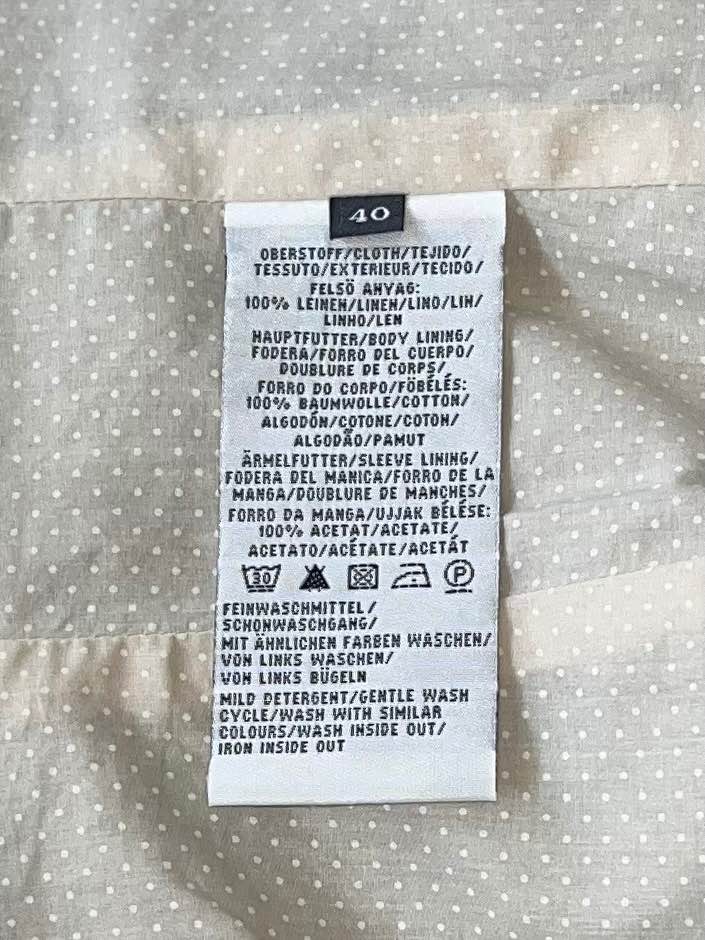 40
OBERSTOFF/CLOTH/TEJIDO/
TESSUTO/EXTERIEUR/TECIDO/
FELSÖ ANYAG:
100% LEINEN/LINEN/LINO/LIN/
LINHO/LEN
HAUPTFUTTER/BODY LINING/
FODERA/FORRO DEL CUERPO/
DOUBLURE DE CORPS/
FORRO DO CORPO/FÖBÉLÉS:
100% BAUMWOLLE/COTTON/
ALGODÓN/COTONE/COTON/
ALGODÃO/PAMUT
ÄRMELFUTTER/SLEEVE LINING/
FODERA DEL MANICA/FORRO DE LA
MANGA/DOUBLURE DE MANCHES/
FORRO DA MANGA/UJJAK BÉLÉSE:
100% ACETAT/ACETATE/
ACETATO/ACÉTATE/ACETÁT
30 P
FEINWASCHMITTEL/
SCHONWASCHGANG/
MIT ÄHNLICHEN FARBEN WASCHEN/
VON LINKS WASCHEN/
VON LINKS BÜGELN
MILD DETERGENT/GENTLE WASH
CYCLE/WASH WITH SIMILAR
COLOURS/WASH INSIDE OUT/
IRON INSIDE OUT